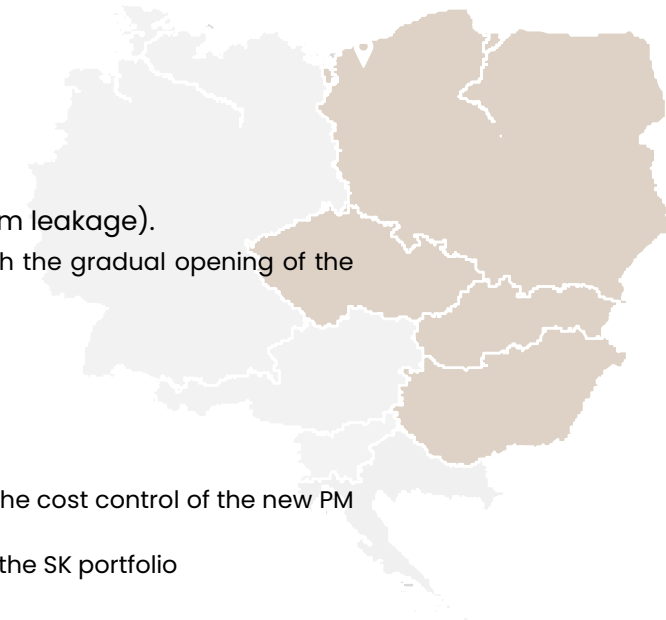 m leakage).
h the gradual opening of the
he cost control of the new PM
the SK portfolio